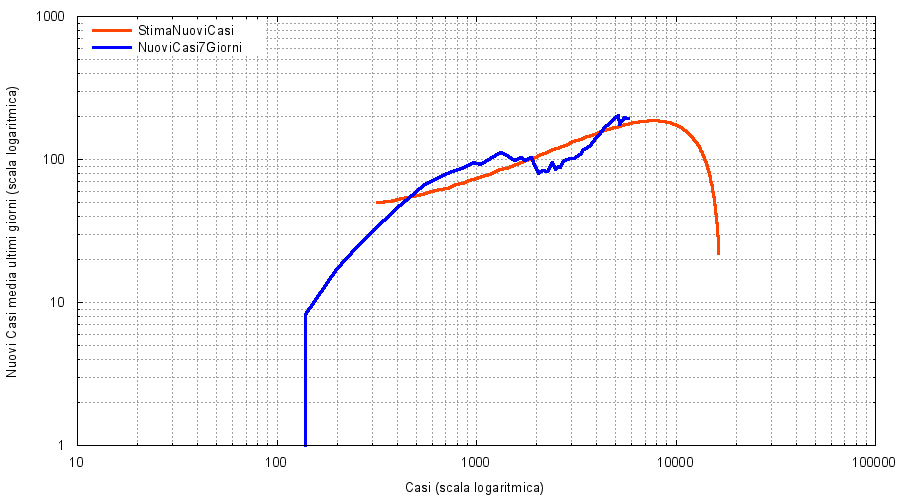 1000
StimaNuoviCasi
NuoviCasi7Giorni
Nuovi Casi media ultimi giorni (scala logaritmica)
100
10
1
10 100 1000 10000 100000
Casi (scala logaritmica)